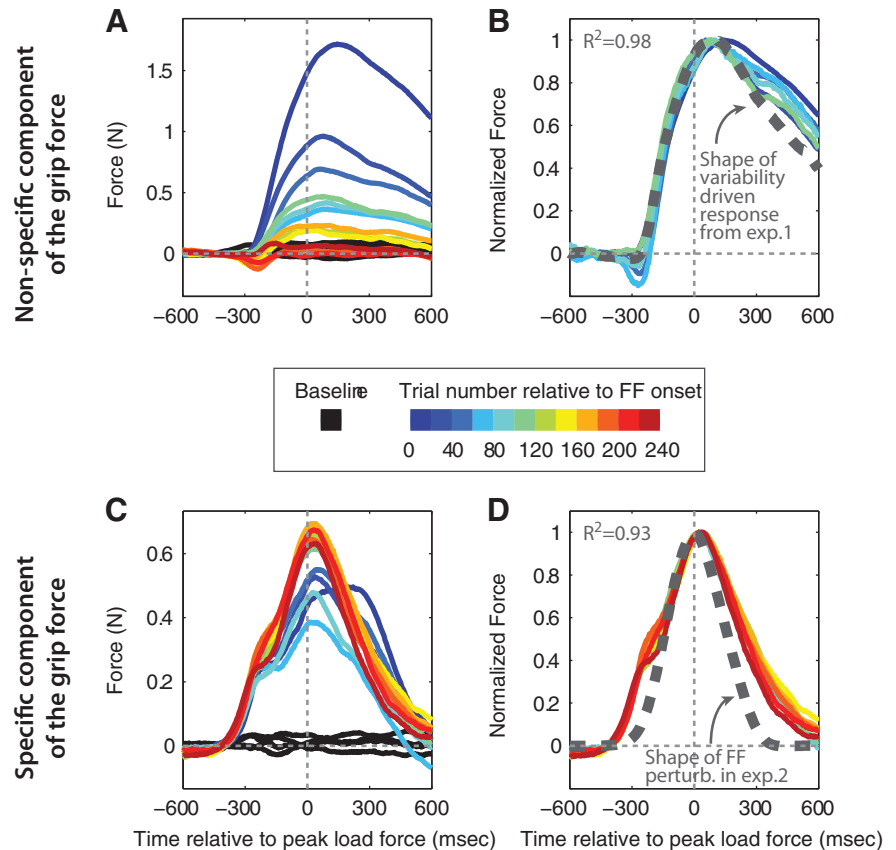 A
B
Non-specific component
of the grip force
Force (N)
1.5
1
0.5
0
−600 −300 0 300 600
Normalized Force
R²=0.98
1
0.8
0.6
0.4
0.2
0
Shape of
variability
driven
response
from exp.1
−600 −300 0 300 600
Baseline
Trial number relative to FF onset
0 40 80 120 160 200 240
C
D
Specific component
of the grip force
Force (N)
0.6
0.4
0.2
0
−600 −300 0 300 600
Time relative to peak load force (msec)
Normalized Force
R²=0.93
1
0.8
0.6
0.4
0.2
0
Shape of FF
perturb. in exp.2
−600 −300 0 300 600
Time relative to peak load force (msec)